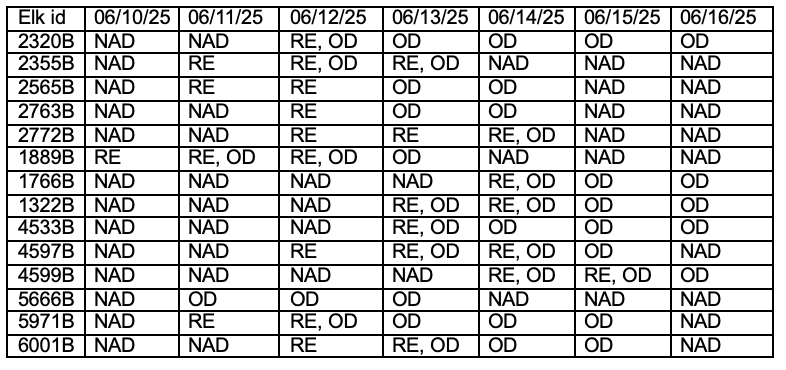 Elk id 06/10/25 06/11/25 06/12/25 06/13/25 06/14/25 06/15/25 06/16/25
2320B NAD NAD RE, OD OD OD OD OD
2355B NAD RE RE, OD RE, OD NAD NAD NAD
2565B NAD RE RE OD OD NAD NAD
2763B NAD NAD RE OD OD NAD NAD
2772B NAD NAD RE RE RE, OD NAD NAD
1889B RE RE, OD RE, OD OD NAD NAD NAD
1766B NAD NAD NAD NAD RE, OD OD OD
1322B NAD NAD NAD RE, OD RE, OD OD OD
4533B NAD NAD NAD RE, OD OD OD OD
4597B NAD NAD RE RE, OD RE, OD OD NAD
4599B NAD NAD NAD NAD RE, OD RE, OD OD
5666B NAD OD OD OD NAD NAD NAD
5971B NAD RE RE, OD OD OD OD NAD
6001B NAD NAD RE RE, OD OD OD NAD